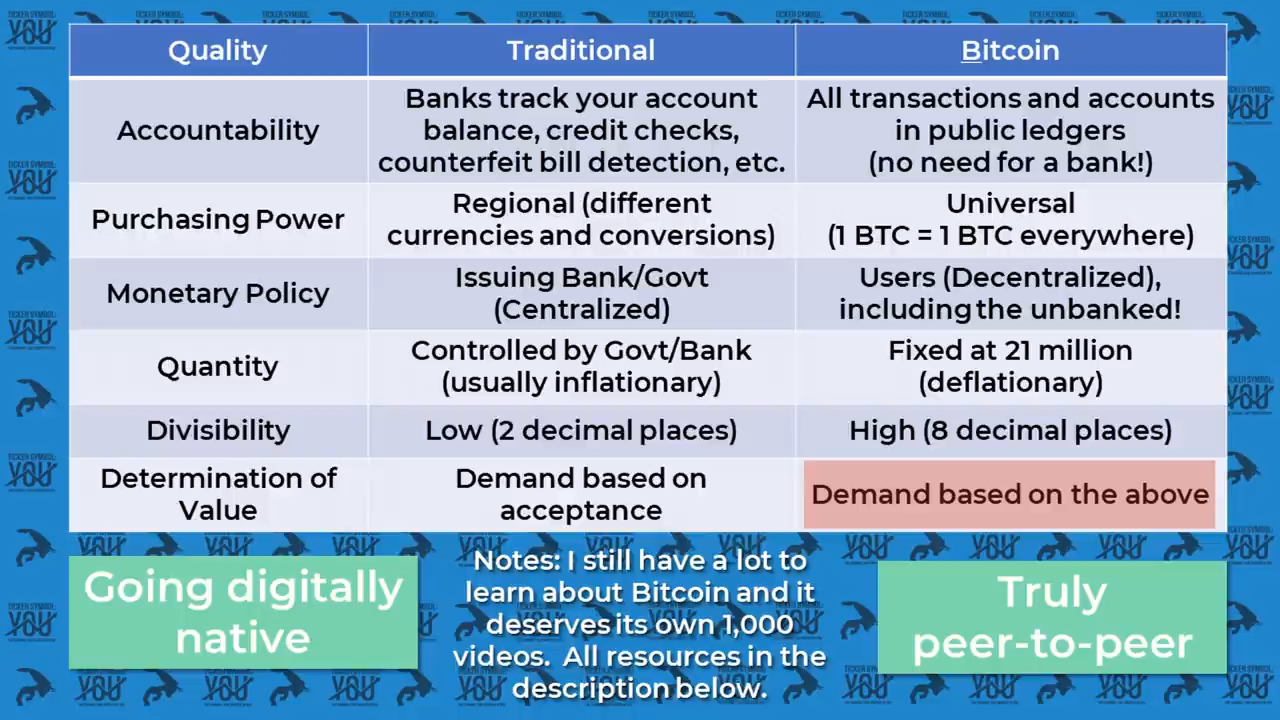 Quality Traditional Bitcoin
Accountability
Banks track your account
balance, credit checks,
counterfeit bill detection, etc.
All transactions and accounts
in public ledgers
(no need for a bank!)
Purchasing Power
Regional (different
currencies and conversions)
Universal
(1 BTC = 1 BTC everywhere)
Monetary Policy
Issuing Bank/Govt
(Centralized)
Users (Decentralized),
including the unbanked!
Quantity
Controlled by Govt/Bank
(usually inflationary)
Fixed at 21 million
(deflationary)
Divisibility
Low (2 decimal places)
High (8 decimal places)
Determination of
Value
Demand based on
acceptance
Demand based on the above
Going digitally
native
Notes: I still have a lot to
learn about Bitcoin and it
deserves its own 1,000
videos. All resources in the
description below.
Truly
peer-to-peer
TICKER SYMBOL:
YOU